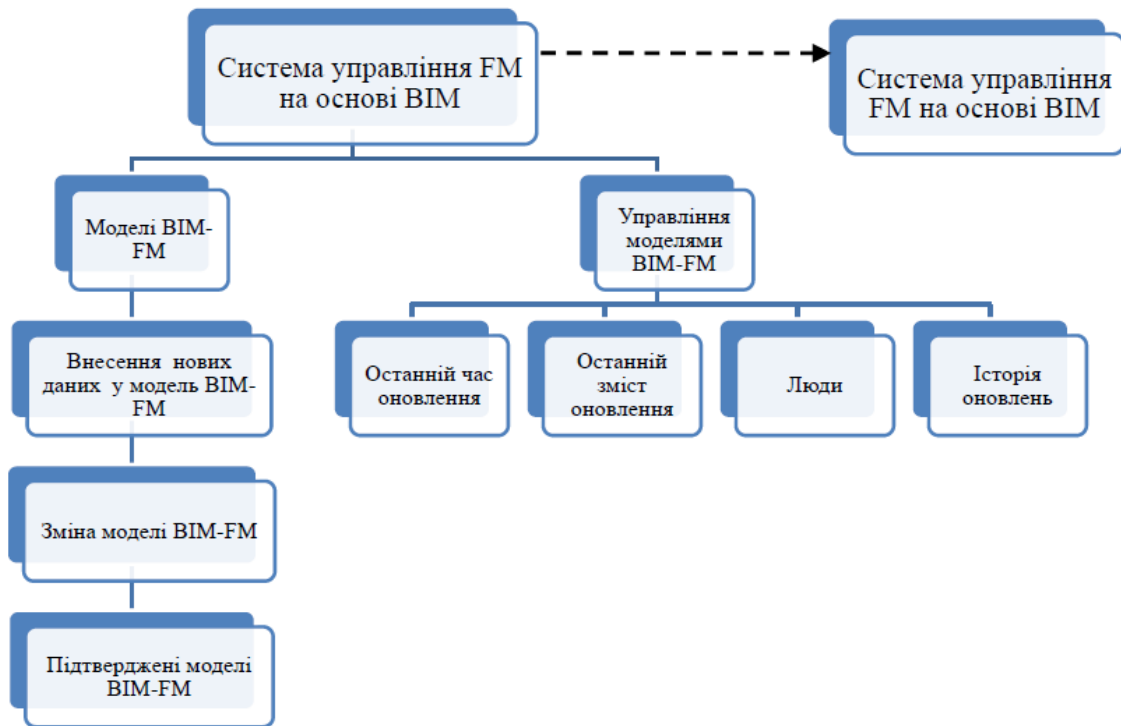 Система управління FM
на основі BIM
Система управління
FM на основі BIM
Моделі BIM-
FM
Управління
моделями
BIM-FM
Внесення нових
даних у модель BIM-
FM
Останній час
оновлення
Останній
зміст
оновлення
Люди
Історія
оновлень
Зміна моделі BIM-FM
Підтверджені моделі
BIM-FM